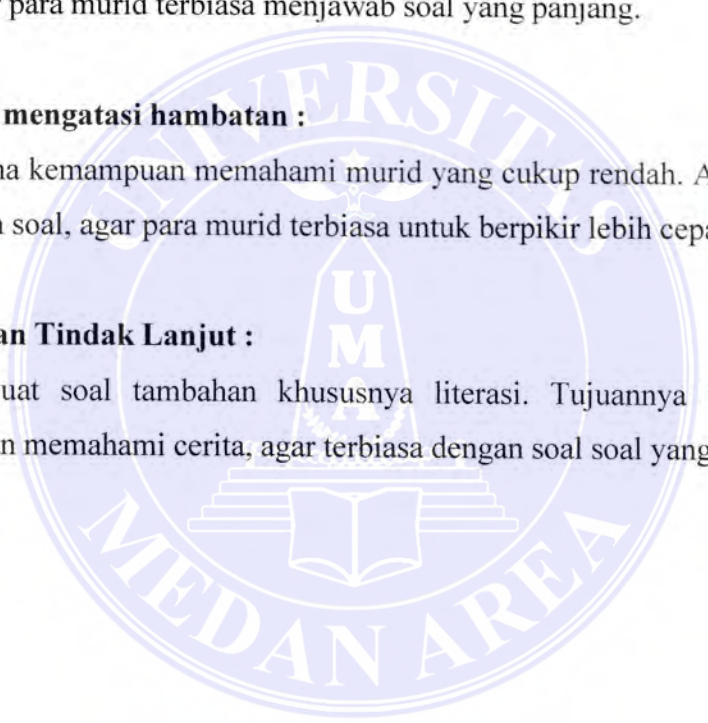 para murid terbiasa menjawab soal yang panjang.
mengatasi hambatan :
na kemampuan memahami murid yang cukup rendah. A
n soal, agar para murid terbiasa untuk berpikir lebih cepa
an Tindak Lanjut :
uat soal tambahan khususnya literasi. Tujuannya
n memahami cerita, agar terbiasa dengan soal soal yang
UNIVERSITAS
UMA
MEDAN AREA